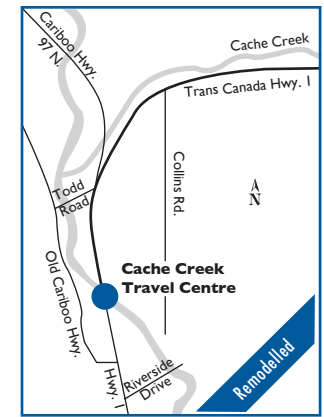 Cariboo Hwy.
97 N.
Cache Creek
Trans Canada Hwy. 1
Todd
Road
Collins Rd.
N
Old Cariboo Hwy.
Cache Creek
Travel Centre
Hwy. 1
Riverside
Drive
Remodelled